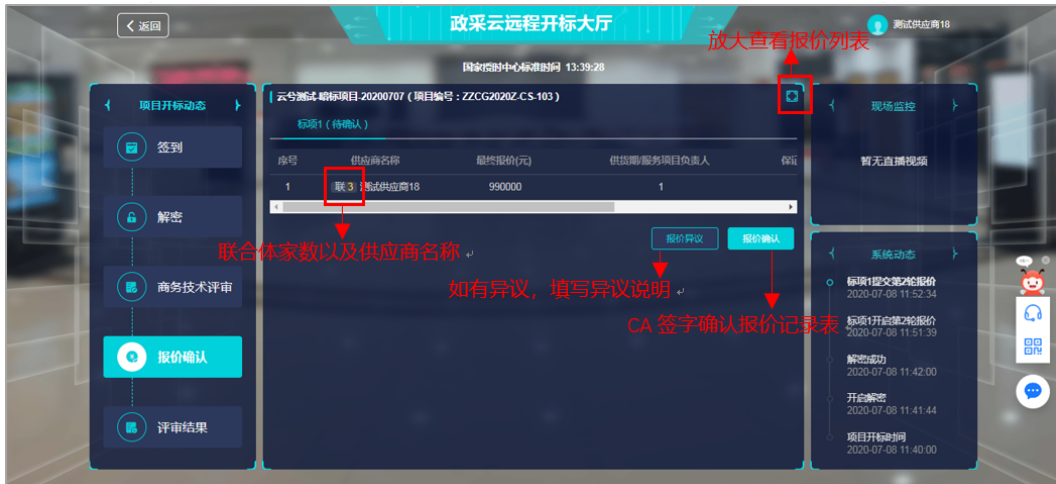 返回
政采云远程开标大厅
测试供应商18
放大查看报价列表
国家授时中心标准时间 13:39:28
项目开标动态
签到
解密
商务技术评审
报价确认
评审结果
云兮测试-暗标项目-20200707 ( 项目编号 : ZZCG2020Z-CS-103 )
标项1 ( 待确认 )
序号 供应商名称 最终报价(元) 供货期/服务项目负责人 保证
1 联 3 测试供应商18 990000 1
报价异议 报价确认
联合体家数以及供应商名称
如有异议，填写异议说明
CA 签字确认报价记录表
现场监控
暂无直播视频
系统动态
标项1提交第2轮报价
2020-07-08 11:52:34
标项1开启第2轮报价
2020-07-08 11:51:39
解密成功
2020-07-08 11:42:00
开启解密
2020-07-08 11:41:44
项目开标时间
2020-07-08 11:40:00